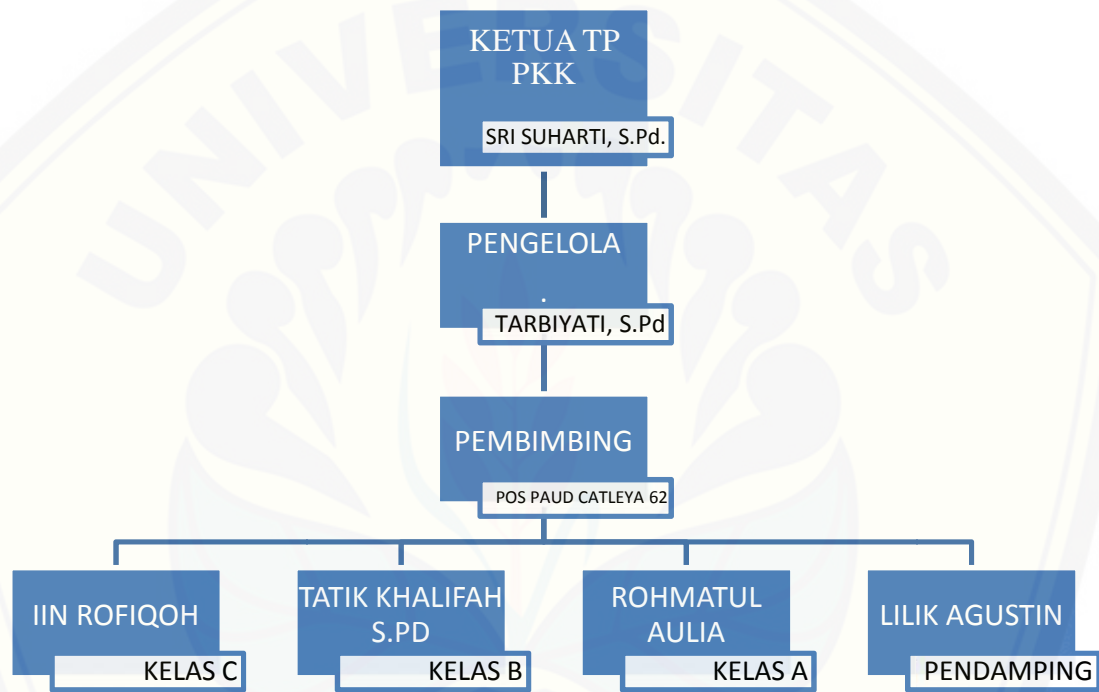 UNIVERSITAS
KETUA TP
PKK
SRI SUHARTI, S.Pd.
PENGELOLA
.
TARBIYATI, S.Pd
PEMBIMBING
POS PAUD CATLEYA 62
IIN ROFIQOH
KELAS C
TATIK KHALIFAH
S.PD
KELAS B
ROHMATUL
AULIA
KELAS A
LILIK AGUSTIN
PENDAMPING